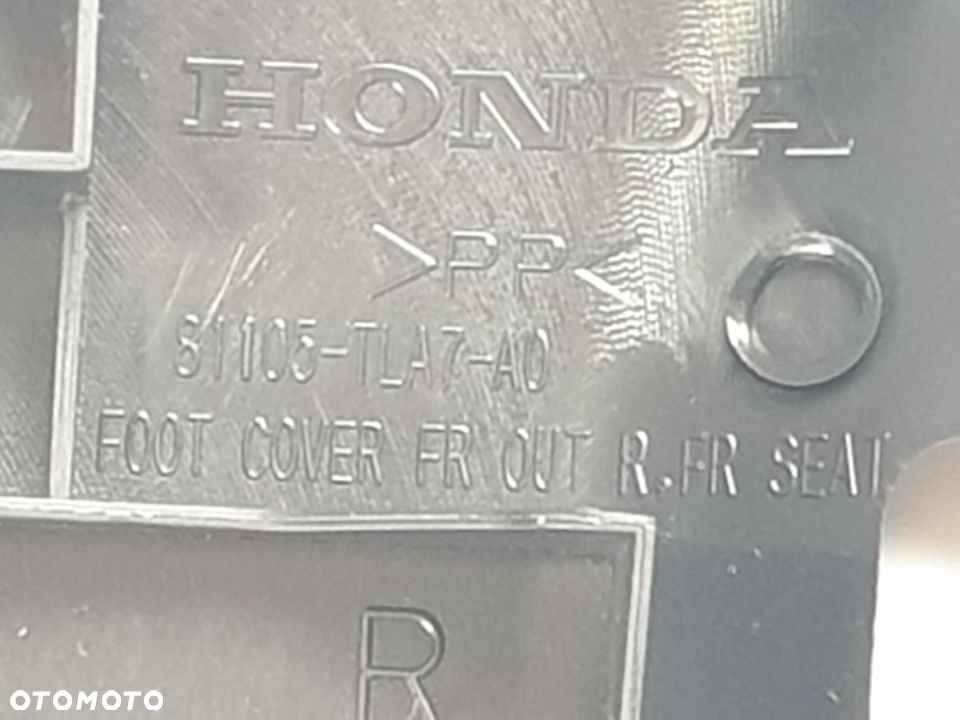 HONDA
>PP<
81105-TLA7-A0
FOOT COVER FR OUT R.FR SEAT
R
OTOMOTO